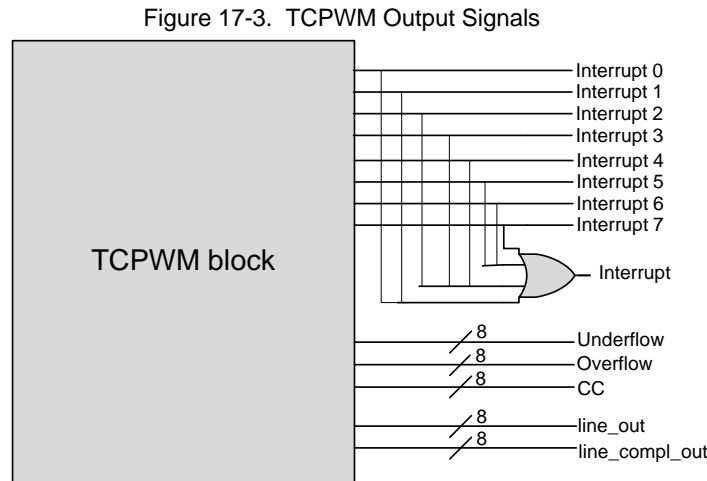 Figure 17-3. TCPWM Output Signals
Interrupt 0
Interrupt 1
Interrupt 2
Interrupt 3
Interrupt 4
Interrupt 5
Interrupt 6
Interrupt 7
TCPWM block
Interrupt
8
Underflow
8
Overflow
8
CC
8
line_out
8
line_compl_out